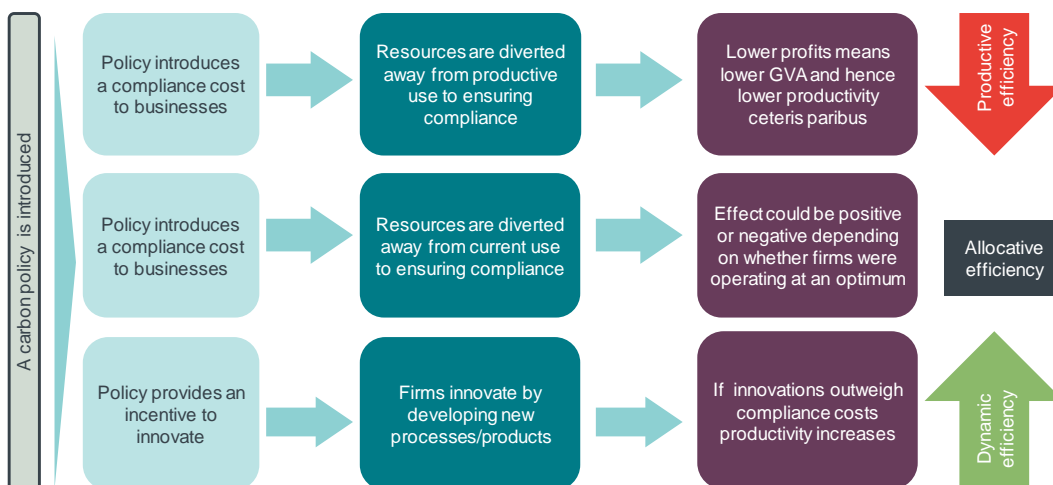 A carbon policy is introduced
Policy introduces
a compliance cost
to businesses
Resources are diverted
away from productive
use to ensuring
compliance
Lower profits means
lower GVA and hence
lower productivity
ceteris paribus
Productive
efficiency
Policy introduces
a compliance cost
to businesses
Resources are diverted
away from current
use to ensuring compliance
Effect could be positive
or negative depending
on whether firms were
operating at an optimum
Allocative
efficiency
Policy provides an
incentive to
innovate
Firms innovate by
developing new
processes/products
If innovations outweigh
compliance costs
productivity increases
Dynamic
efficiency